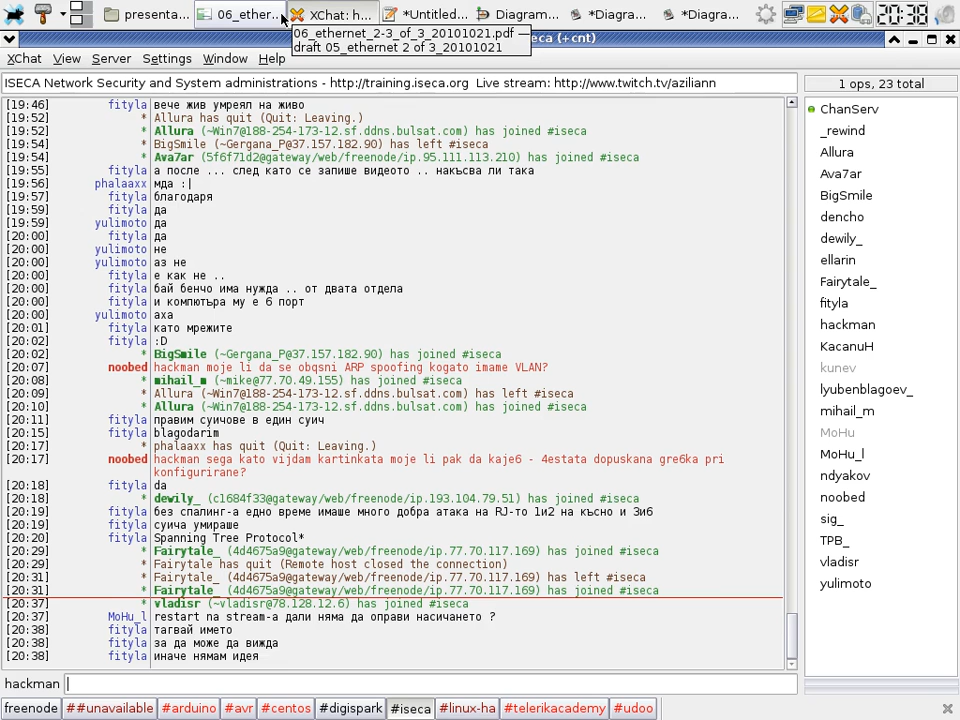 presenta...
06_ether...
XChat: h...
*Untitled...
Diagram...
*Diagra...
*Diagra...
20:38
06_ethernet_2-3_of_3_20101021.pdf —
draft 05_ethernet 2 of 3_20101021
seca (+cnt)
XChat View Server Settings Window Help
ISECA Network Security and System administrations - http://training.iseca.org Live stream: http://www.twitch.tv/aziliann
1 ops, 23 total
[19:46] fityla вече жив умреял на живо
[19:52] * Allura has quit (Quit: Leaving.)
[19:52] * Allura (~Win7@188-254-173-12.sf.ddns.bulsat.com) has joined #iseca
[19:54] * BigSmile (~Gergana_P@37.157.182.90) has left #iseca
[19:54] * Ava7ar (5f6f71d2@gateway/web/freenode/ip.95.111.113.210) has joined #iseca
[19:55] fityla а после ... след като се запише видеото .. накъсва ли така
[19:56] phalaaxx мда :|
[19:57] fityla благодаря
[19:59] fityla да
[19:59] yulimoto да
[20:00] fityla да
[20:00] yulimoto не
[20:00] yulimoto аз не
[20:00] fityla е как не ..
[20:00] fityla бай бенчо има нужда .. от двата отдела
[20:00] fityla и компютъра му е 6 порт
[20:00] yulimoto аха
[20:01] fityla като мрежите
[20:02] fityla :D
[20:02] * BigSmile (~Gergana_P@37.157.182.90) has joined #iseca
[20:07] noobed hackman moje li da se obqsni ARP spoofing kogato imame VLAN?
[20:08] * mihail_m (~mike@77.70.49.155) has joined #iseca
[20:09] * Allura (~Win7@188-254-173-12.sf.ddns.bulsat.com) has left #iseca
[20:10] * Allura (~Win7@188-254-173-12.sf.ddns.bulsat.com) has joined #iseca
[20:11] fityla правим суичове в един суич
[20:15] fityla blagodarim
[20:17] * phalaaxx has quit (Quit: Leaving.)
[20:17] noobed hackman sega kato vijdam kartinkata moje li pak da kaje6 - 4estata dopuskana gre6ka pri
konfigurirane?
[20:18] fityla da
[20:18] * dewily_ (c1684f33@gateway/web/freenode/ip.193.104.79.51) has joined #iseca
[20:19] fityla без спалинг-а едно време имаше много добра атака на RJ-то 1и2 на късно и 3и6
[20:19] fityla суича умираше
[20:20] fityla Spanning Tree Protocol*
[20:29] * Fairytale_ (4d4675a9@gateway/web/freenode/ip.77.70.117.169) has joined #iseca
[20:29] * Fairytale has quit (Remote host closed the connection)
[20:31] * Fairytale_ (4d4675a9@gateway/web/freenode/ip.77.70.117.169) has left #iseca
[20:31] * Fairytale_ (4d4675a9@gateway/web/freenode/ip.77.70.117.169) has joined #iseca
[20:37] * vladisr (~vladisr@78.128.12.6) has joined #iseca
[20:37] MoHu_l restart na stream-a дали няма да оправи насичането ?
[20:38] fityla тагвай името
[20:38] fityla за да може да вижда
[20:38] fityla иначе нямам идея
ChanServ
_rewind
Allura
Ava7ar
BigSmile
dencho
dewily_
ellarin
Fairytale_
fityla
hackman
KacanuH
kunev
lyubenblagoev_
mihail_m
MoHu
MoHu_l
ndyakov
noobed
sig_
TPB_
vladisr
yulimoto
hackman
freenode ##unavailable #arduino #avr #centos #digispark #iseca #linux-ha #telerikacademy #udoo